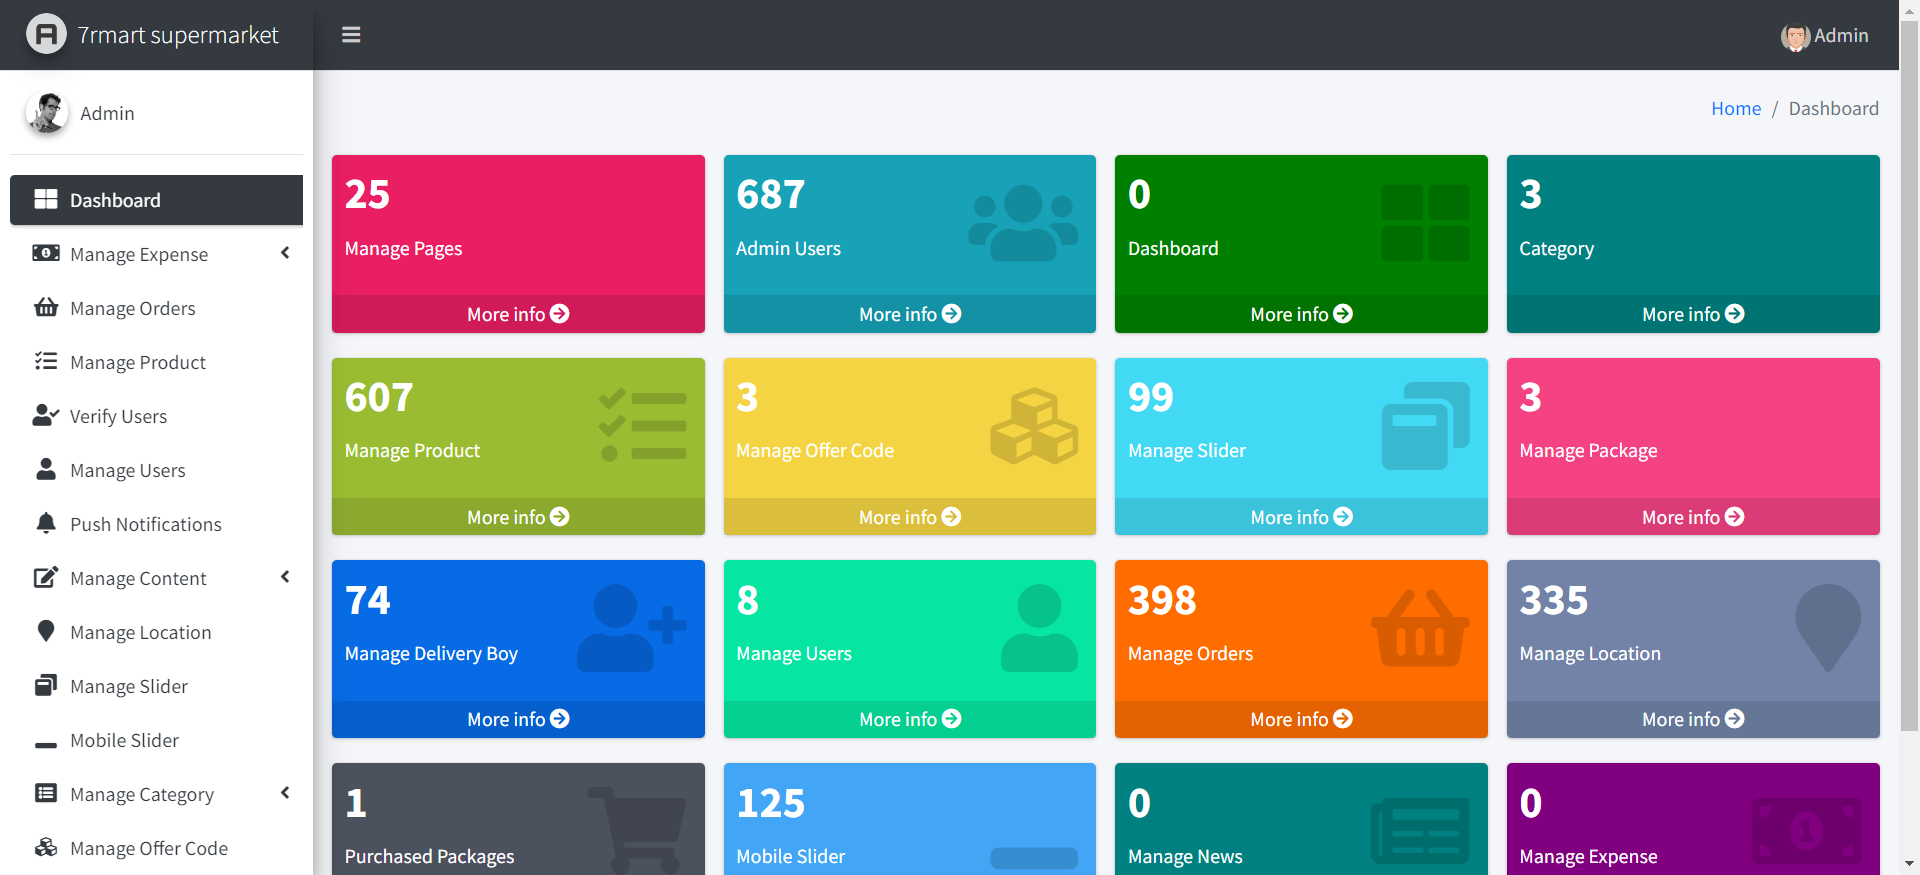 7rmart supermarket
Admin
Admin
Home / Dashboard
Dashboard
Manage Expense
Manage Orders
Manage Product
Verify Users
Manage Users
Push Notifications
Manage Content
Manage Location
Manage Slider
Mobile Slider
Manage Category
Manage Offer Code
25
Manage Pages
More info
687
Admin Users
More info
0
Dashboard
More info
3
Category
More info
607
Manage Product
More info
3
Manage Offer Code
More info
99
Manage Slider
More info
3
Manage Package
More info
74
Manage Delivery Boy
More info
8
Manage Users
More info
398
Manage Orders
More info
335
Manage Location
More info
1
Purchased Packages
125
Mobile Slider
0
Manage News
0
Manage Expense